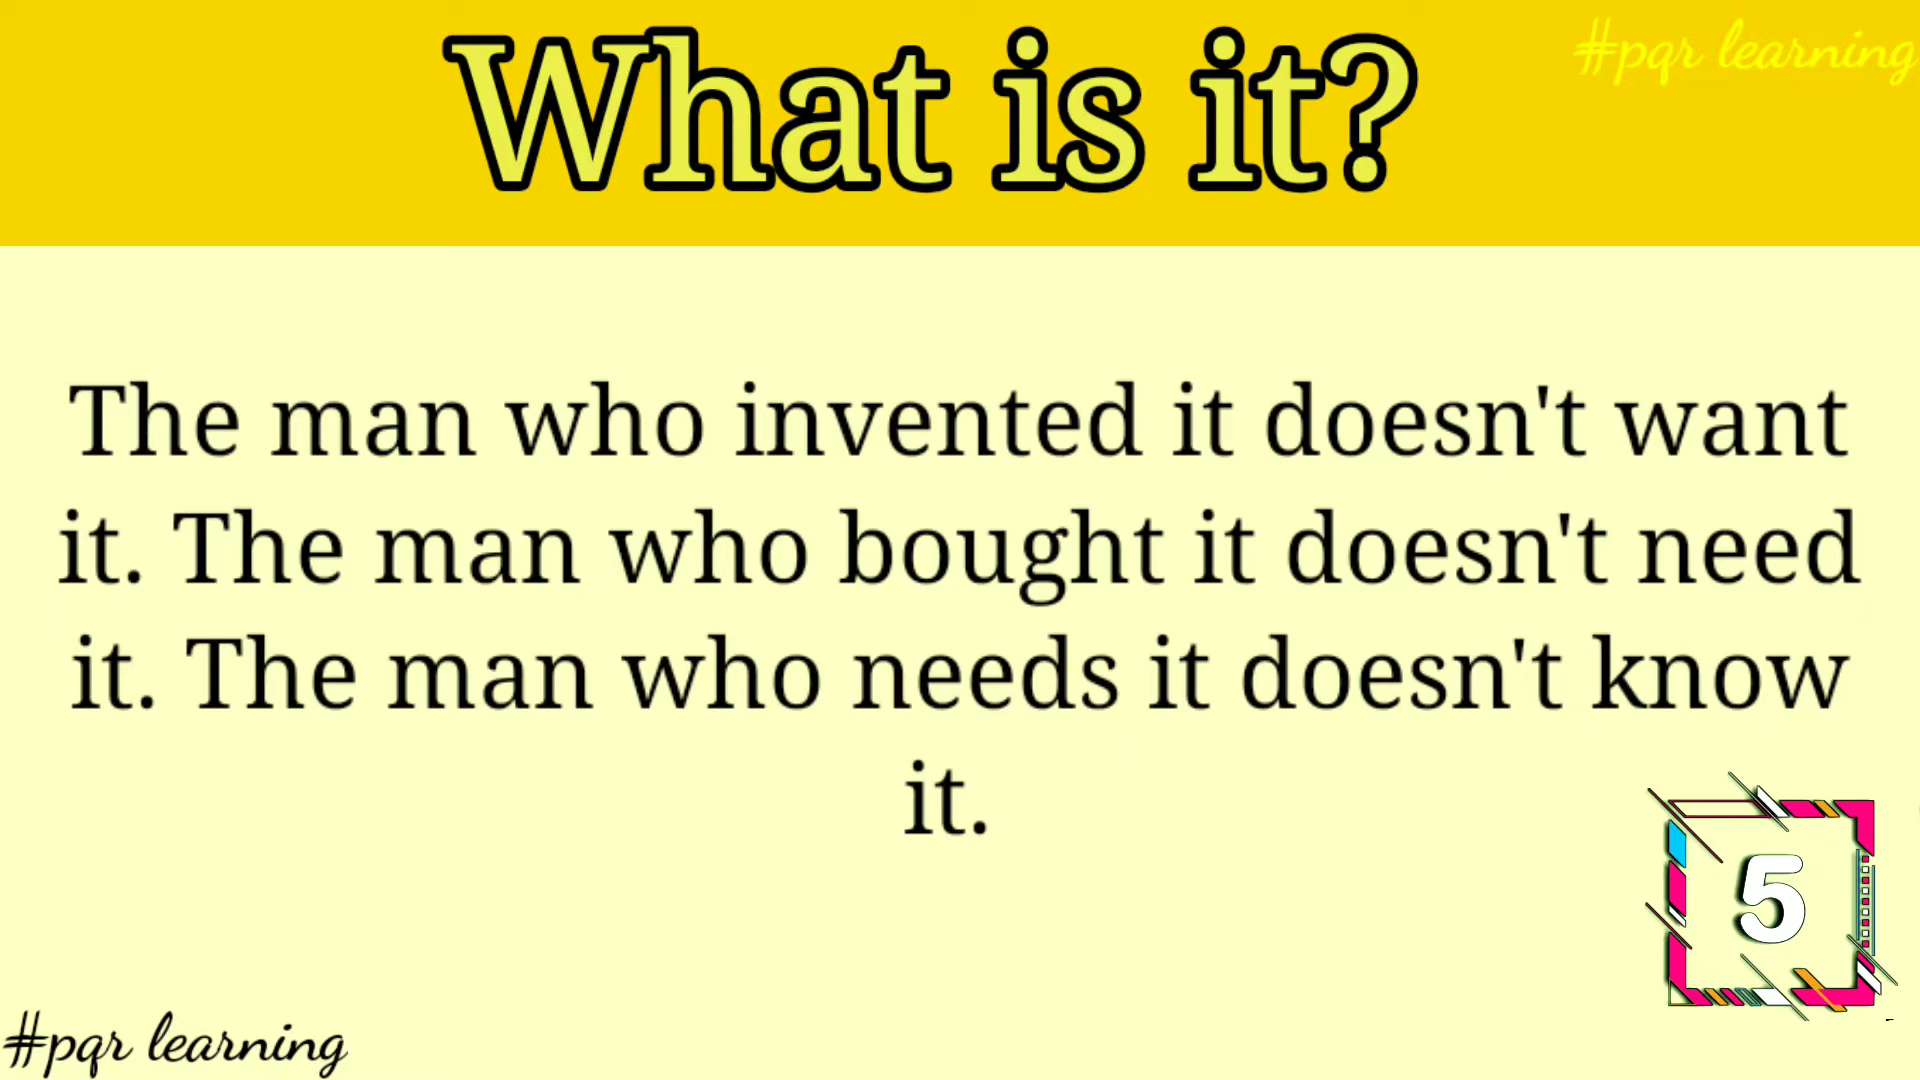 What is it?
#pqr learning
The man who invented it doesn't want
it. The man who bought it doesn't need
it. The man who needs it doesn't know
it.
5
#pqr learning